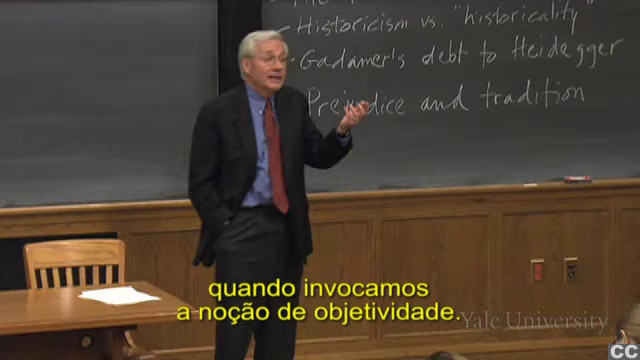 - Historicism vs. "historicality"
- Gadamer's debt to Heidegger
Prejudice and tradition
quando invocamos
a noção de objetividade.
Yale University
CC